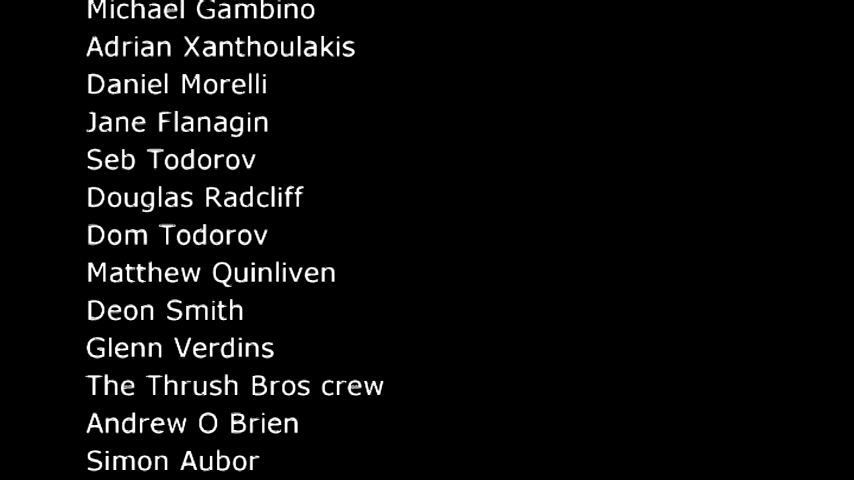 Michael Gambino
Adrian Xanthoulakis
Daniel Morelli
Jane Flanagin
Seb Todorov
Douglas Radcliff
Dom Todorov
Matthew Quinliven
Deon Smith
Glenn Verdins
The Thrush Bros crew
Andrew O Brien
Simon Aubor